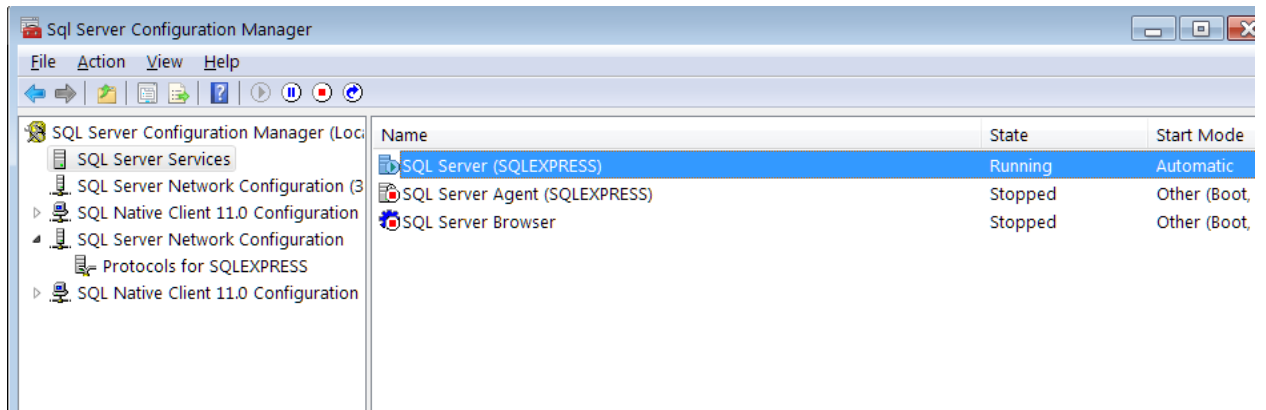 Sql Server Configuration Manager
File Action View Help
SQL Server Configuration Manager (Loca
SQL Server Services
SQL Server Network Configuration (3
SQL Native Client 11.0 Configuration
SQL Server Network Configuration
Protocols for SQLEXPRESS
SQL Native Client 11.0 Configuration
Name State Start Mode
SQL Server (SQLEXPRESS) Running Automatic
SQL Server Agent (SQLEXPRESS) Stopped Other (Boot,
SQL Server Browser Stopped Other (Boot,